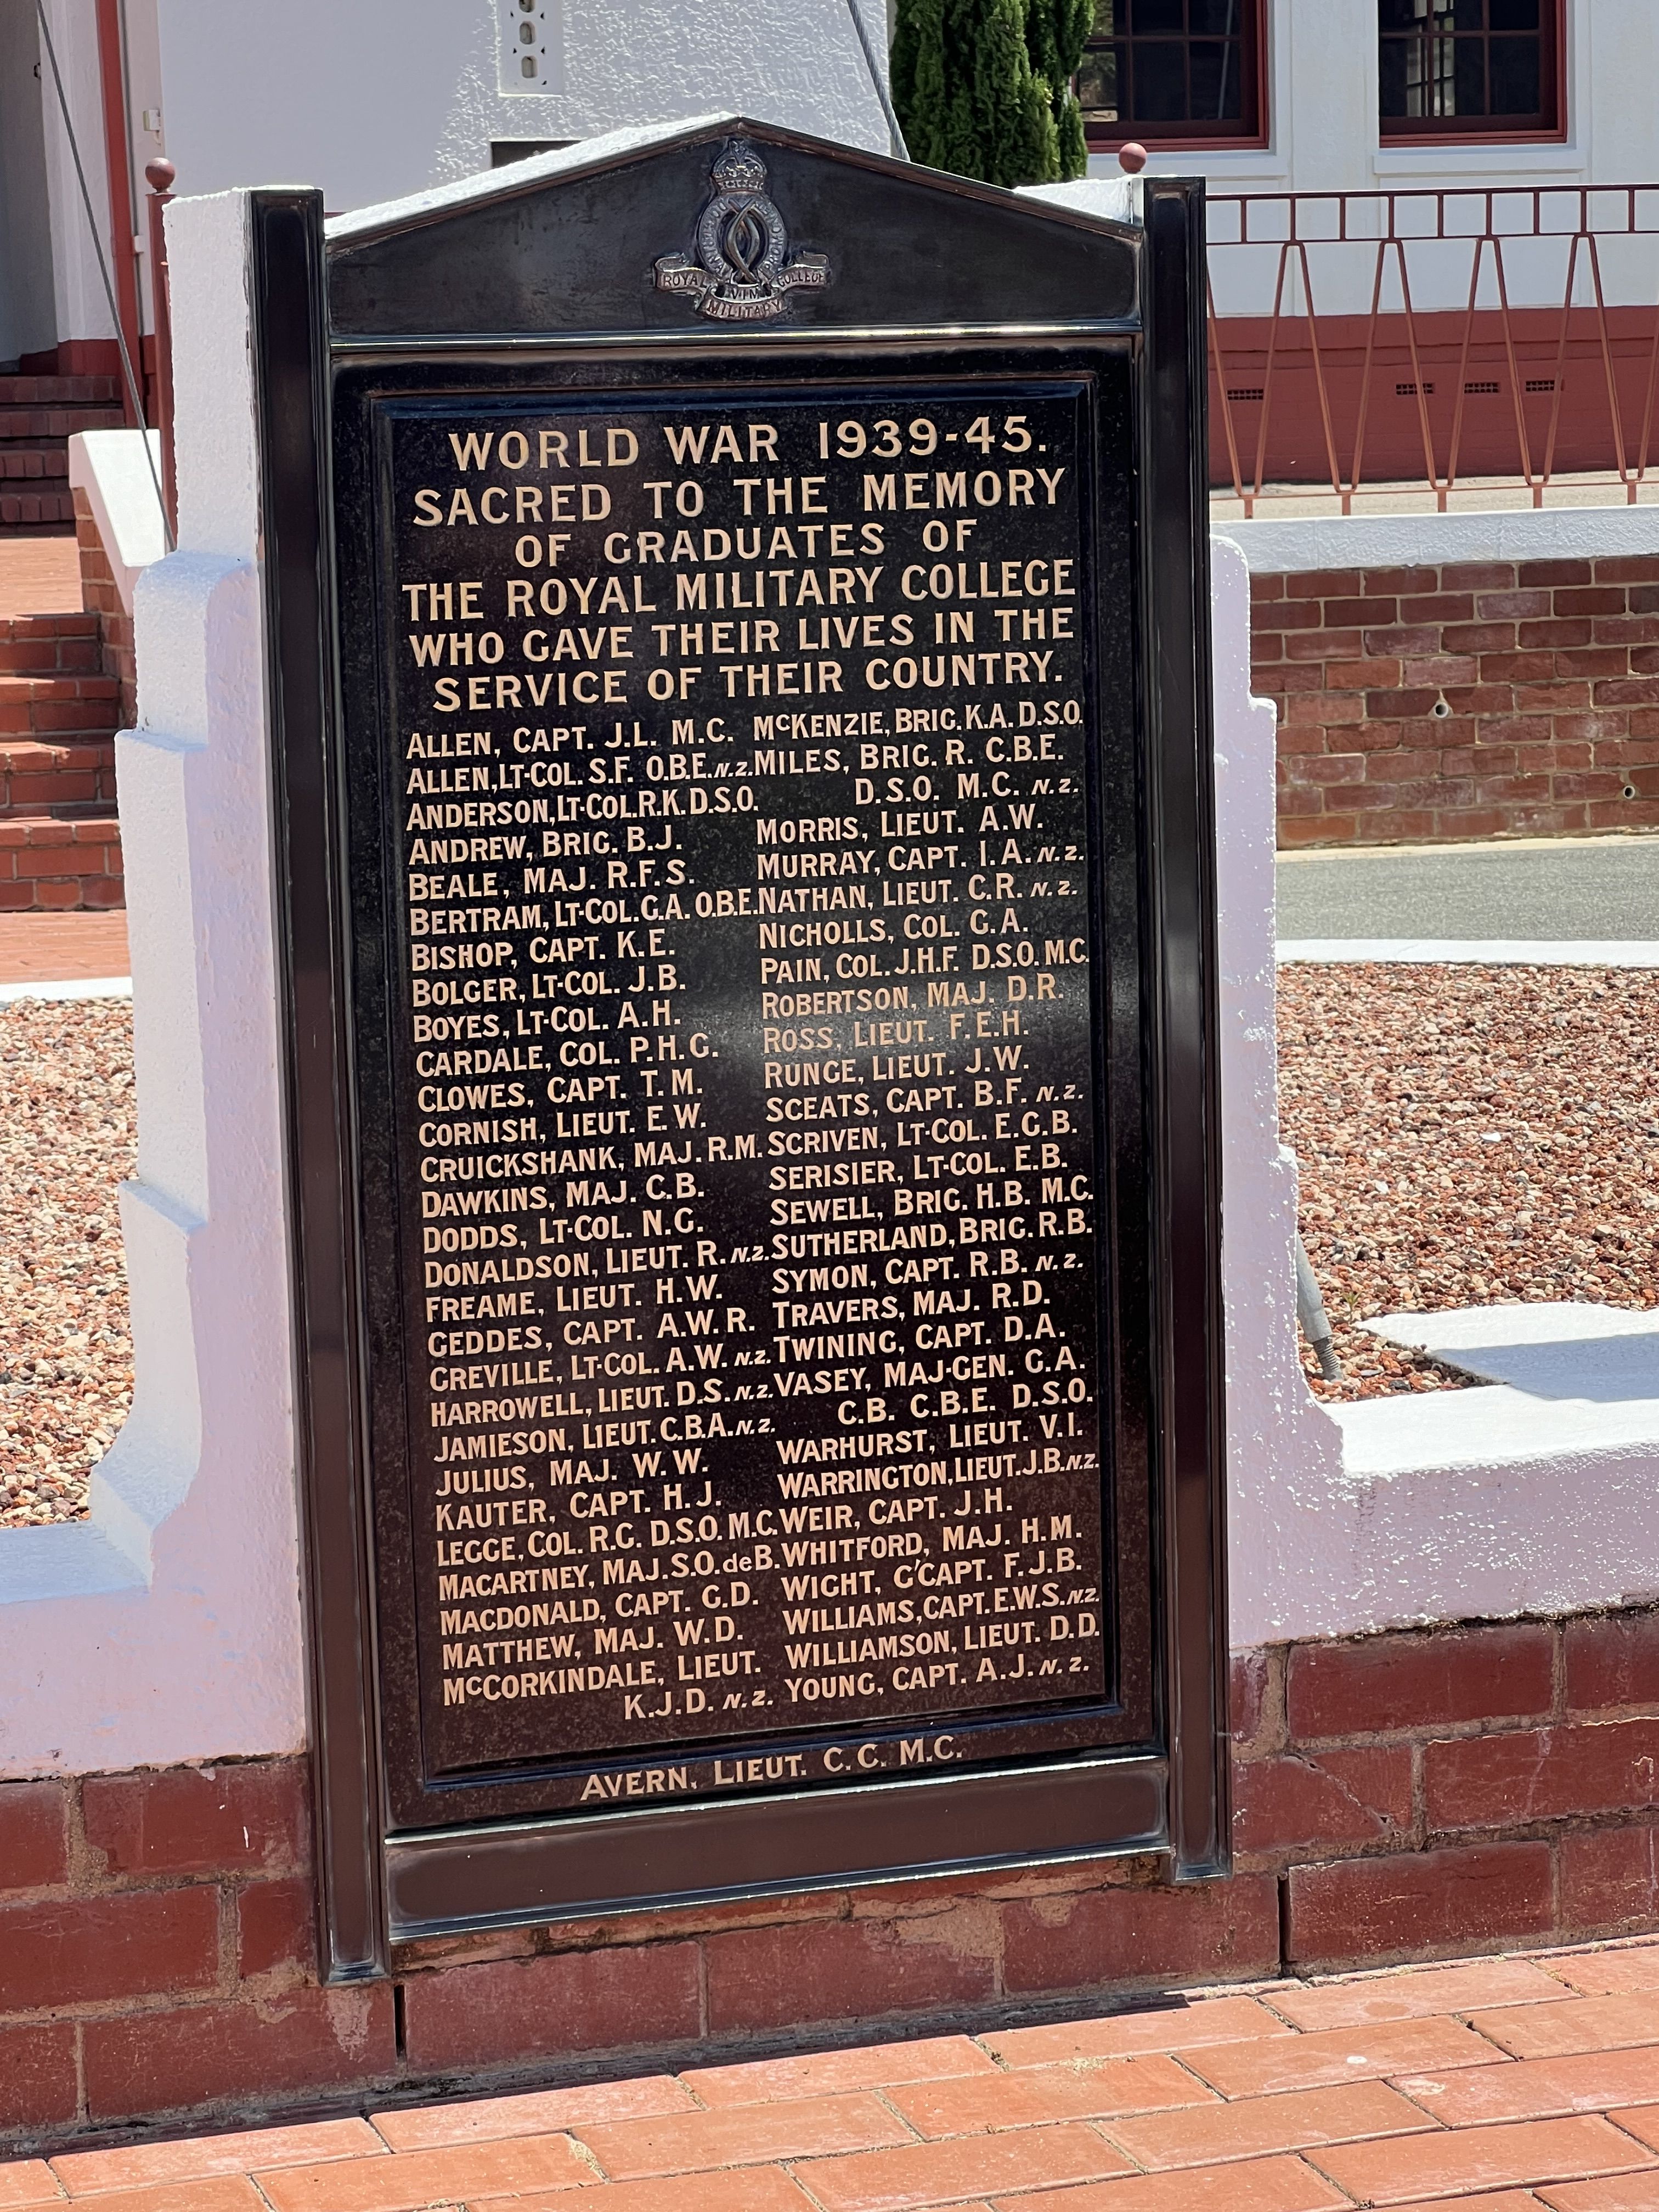 ROYAL MILITARY COLLEGE
WORLD WAR 1939-45.
SACRED TO THE MEMORY
OF GRADUATES OF
THE ROYAL MILITARY COLLEGE
WHO GAVE THEIR LIVES IN THE
SERVICE OF THEIR COUNTRY.
ALLEN, CAPT. J.L. M.C.
ALLEN, LT-COL. S.F. O.B.E. N.Z.
ANDERSON, LT-COL. R.K. D.S.O.
ANDREW, BRIG. B.J.
BEALE, MAJ. R.F.S.
BERTRAM, LT-COL. G.A. O.B.E.
BISHOP, CAPT. K.E.
BOLGER, LT-COL. J.B.
BOYES, LT-COL. A.H.
CARDALE, COL. P.H.G.
CLOWES, CAPT. T.M.
CORNISH, LIEUT. E.W.
CRUICKSHANK, MAJ. R.M.
DAWKINS, MAJ. C.B.
DODDS, LT-COL. N.G.
DONALDSON, LIEUT. R. N.Z.
FREAME, LIEUT. H.W.
GEDDES, CAPT. A.W.R.
GREVILLE, LT-COL. A.W. N.Z.
HARROWELL, LIEUT. D.S. N.Z.
JAMIESON, LIEUT. C.B.A. N.Z.
JULIUS, MAJ. W.W.
KAUTER, CAPT. H.J.
LEGGE, COL. R.G. D.S.O. M.C.
MACARTNEY, MAJ. S.O. de B.
MACDONALD, CAPT. G.D.
MATTHEW, MAJ. W.D.
McCORKINDALE, LIEUT.
K.J.D. N.Z.
McKENZIE, BRIG. K.A. D.S.O.
MILES, BRIG. R. C.B.E.
D.S.O. M.C. N.Z.
MORRIS, LIEUT. A.W.
MURRAY, CAPT. I.A. N.Z.
NATHAN, LIEUT. C.R. N.Z.
NICHOLLS, COL. G.A.
PAIN, COL. J.H.F. D.S.O. M.C.
ROBERTSON, MAJ. D.R.
ROSS, LIEUT. F.E.H.
RUNGE, LIEUT. J.W.
SCEATS, CAPT. B.F. N.Z.
SCRIVEN, LT-COL. E.G.B.
SERISIER, LT-COL. E.B.
SEWELL, BRIG. H.B. M.C.
SUTHERLAND, BRIG. R.B.
SYMON, CAPT. R.B. N.Z.
TRAVERS, MAJ. R.D.
TWINING, CAPT. D.A.
VASEY, MAJ-GEN. G.A.
C.B. C.B.E. D.S.O.
WARHURST, LIEUT. V.I.
WARRINGTON, LIEUT. J.B. N.Z.
WEIR, CAPT. J.H.
WHITFORD, MAJ. H.M.
WIGHT, G'CAPT. F.J.B.
WILLIAMS, CAPT. E.W.S. N.Z.
WILLIAMSON, LIEUT. D.D.
YOUNG, CAPT. A.J. N.Z.
AVERN, LIEUT. C.C. M.C.